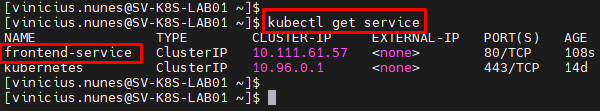 [vinicius.nunes@SV-K8S-LAB01 ~]$
[vinicius.nunes@SV-K8S-LAB01 ~]$ kubectl get service
NAME TYPE CLUSTER-IP EXTERNAL-IP PORT(S) AGE
frontend-service ClusterIP 10.111.61.57 <none> 80/TCP 108s
kubernetes ClusterIP 10.96.0.1 <none> 443/TCP 14d
[vinicius.nunes@SV-K8S-LAB01 ~]$
[vinicius.nunes@SV-K8S-LAB01 ~]$